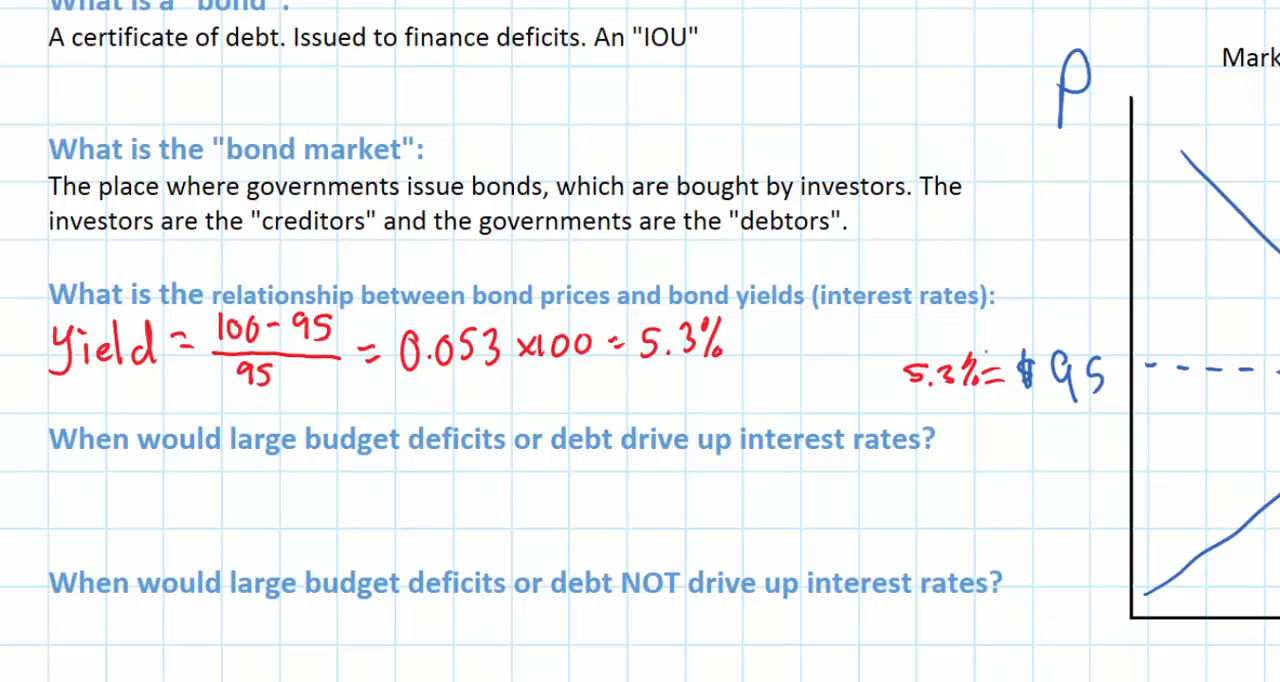 What is a "bond":
A certificate of debt. Issued to finance deficits. An "IOU"
Mark
P
What is the "bond market":
The place where governments issue bonds, which are bought by investors. The
investors are the "creditors" and the governments are the "debtors".
What is the relationship between bond prices and bond yields (interest rates):
Yield = 100 - 95 / 95 = 0.053 x100 = 5.3%
5.3% = $95
When would large budget deficits or debt drive up interest rates?
When would large budget deficits or debt NOT drive up interest rates?